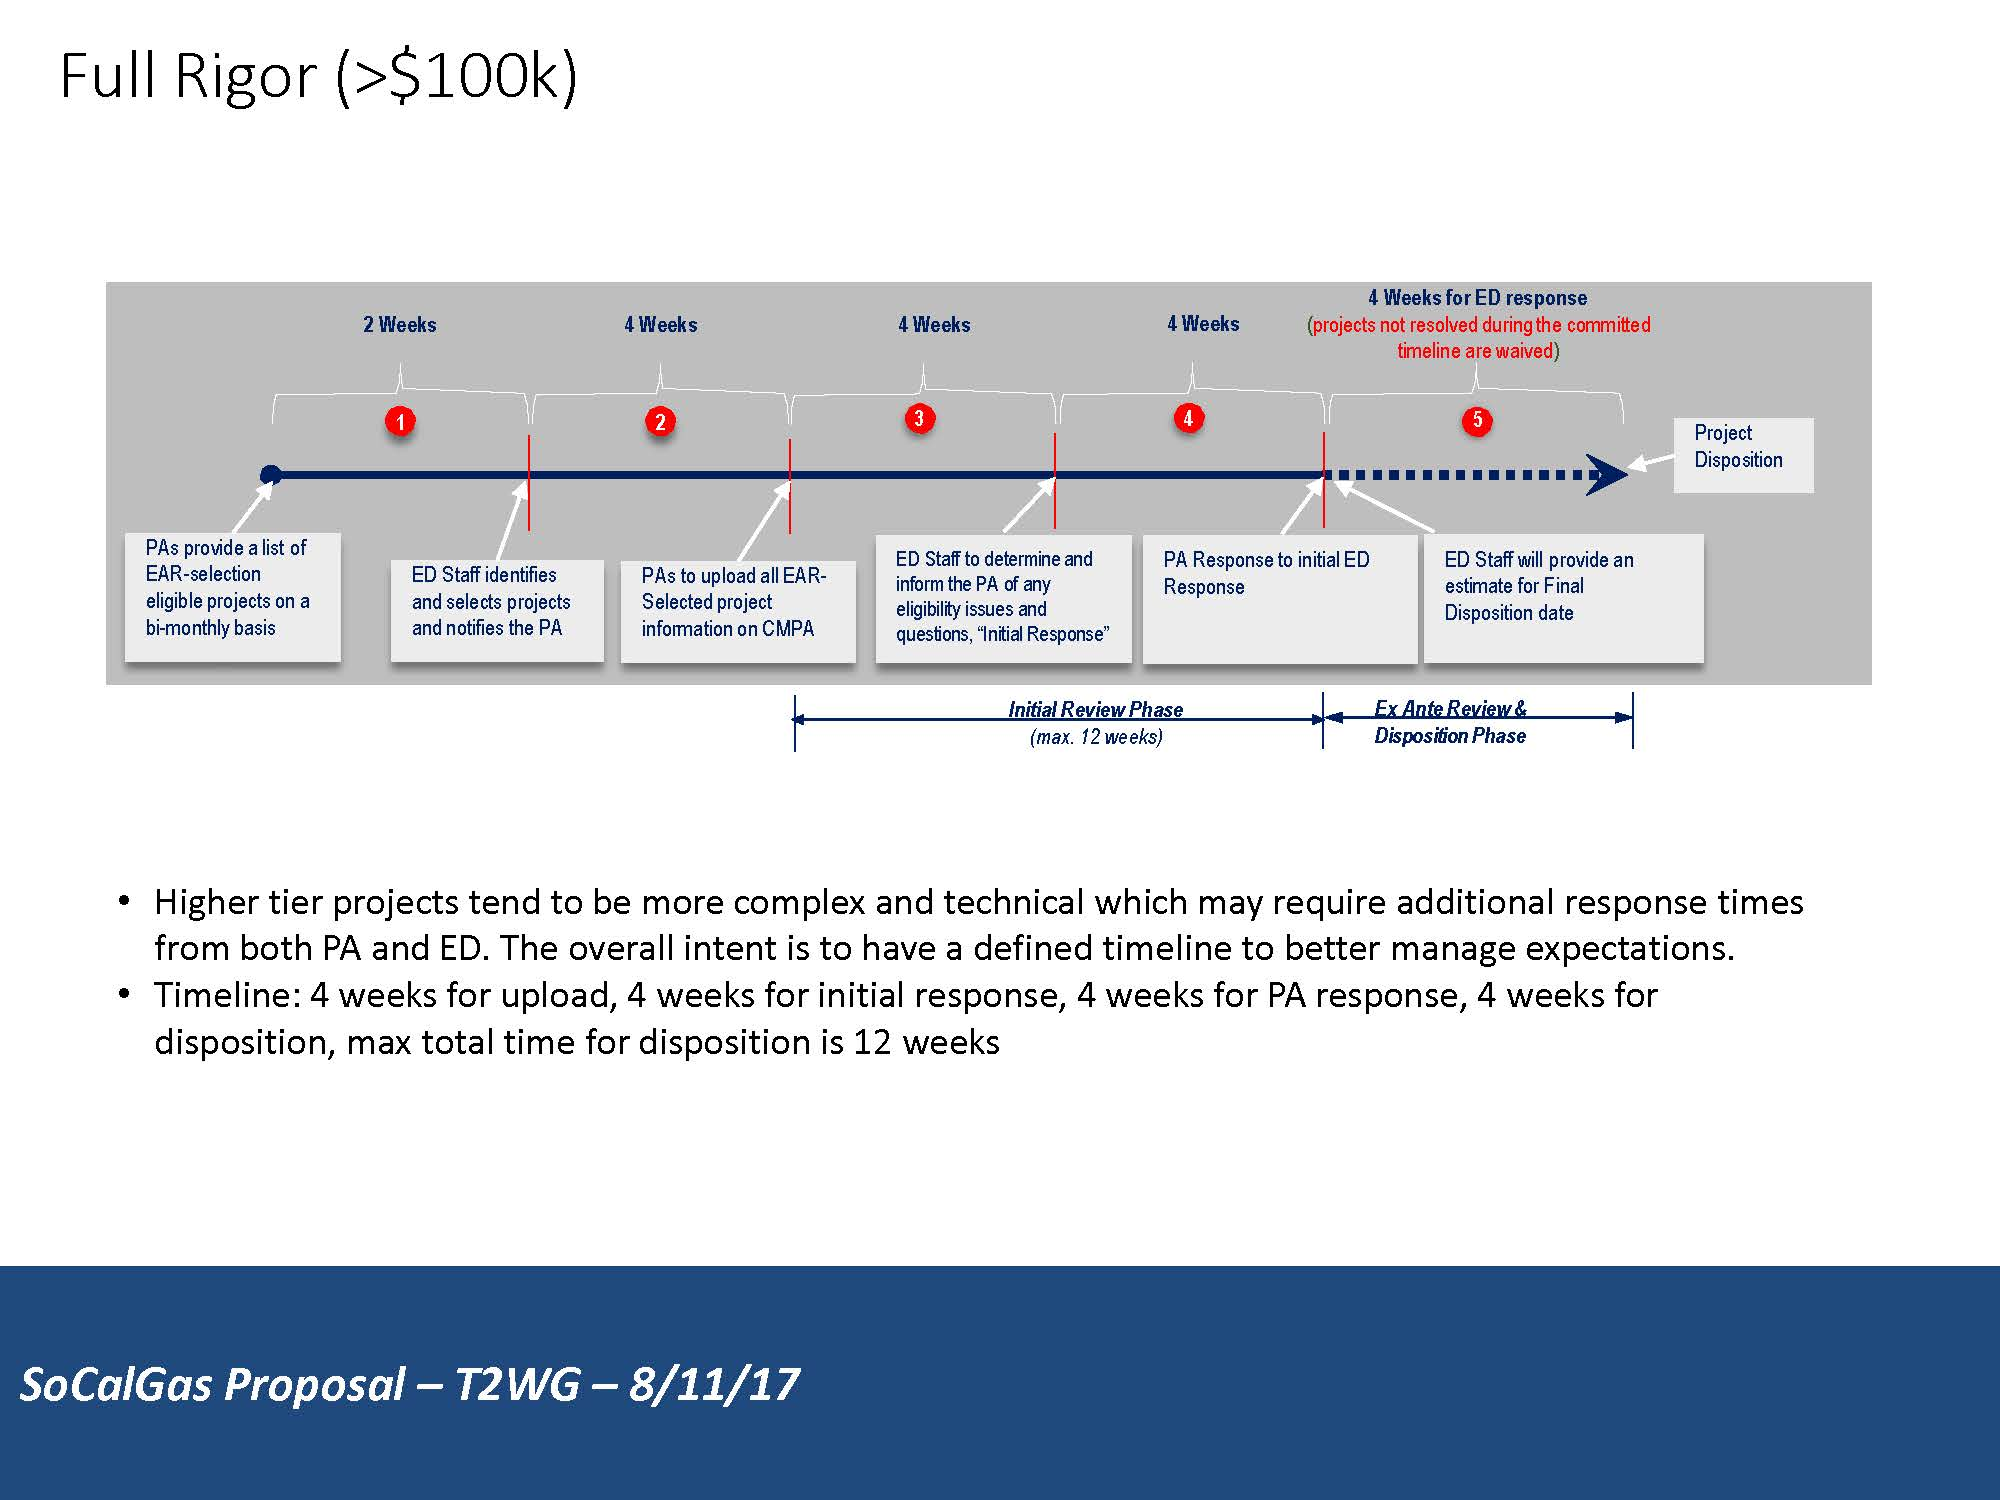 Full Rigor (>$100k)
2 Weeks
4 Weeks
4 Weeks
4 Weeks
4 Weeks for ED response
(projects not resolved during the committed
timeline are waived)
1
2
3
4
5
Project
Disposition
PAs provide a list of
EAR-selection
eligible projects on a
bi-monthly basis
ED Staff identifies
and selects projects
and notifies the PA
PAs to upload all EAR-
Selected project
information on CMPA
ED Staff to determine and
inform the PA of any
eligibility issues and
questions, “Initial Response”
PA Response to initial ED
Response
ED Staff will provide an
estimate for Final
Disposition date
Initial Review Phase
(max. 12 weeks)
Ex Ante Review &
Disposition Phase
• Higher tier projects tend to be more complex and technical which may require additional response times
from both PA and ED. The overall intent is to have a defined timeline to better manage expectations.
• Timeline: 4 weeks for upload, 4 weeks for initial response, 4 weeks for PA response, 4 weeks for
disposition, max total time for disposition is 12 weeks
SoCalGas Proposal – T2WG – 8/11/17